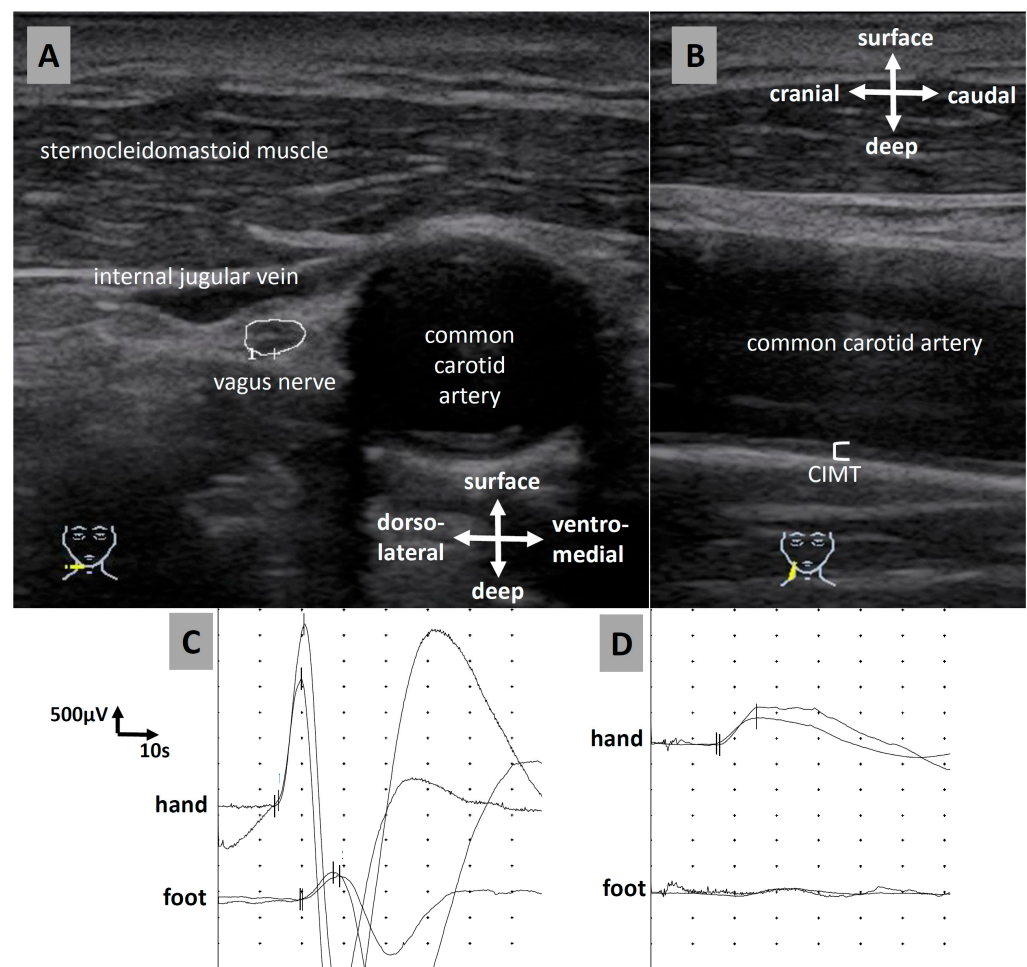 A
B
surface
cranial
caudal
deep
sternocleidomastoid muscle
internal jugular vein
common
carotid
artery
common carotid artery
1
vagus nerve
CIMT
surface
dorso-
lateral
ventro-
medial
deep
C
D
500µV
10s
hand
foot
hand
foot